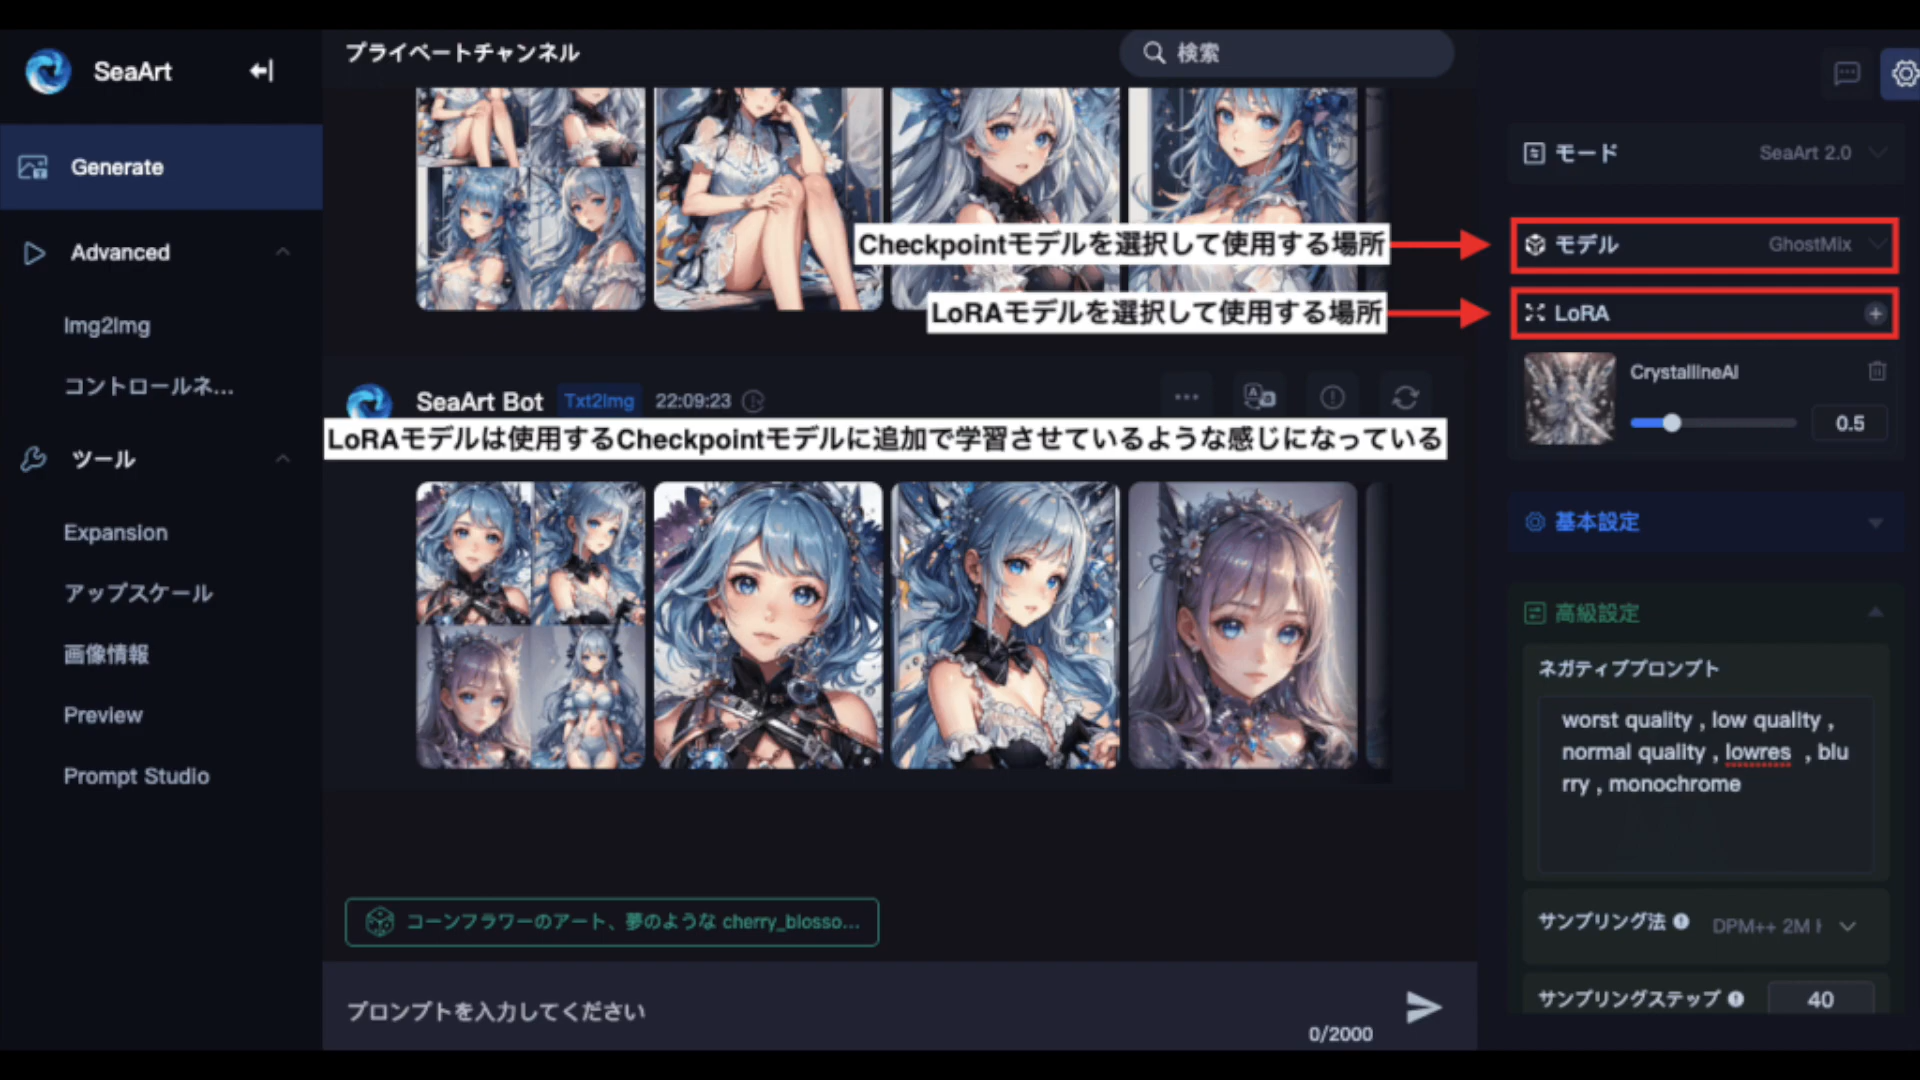 SeaArt
Generate
Advanced
Img2Img
コントロールネ...
ツール
Expansion
アップスケール
画像情報
Preview
Prompt Studio
プライベートチャンネル
検索
Checkpointモデルを選択して使用する場所
LoRAモデルを選択して使用する場所
SeaArt Bot Txt2Img 22:09:23
LoRAモデルは使用するCheckpointモデルに追加で学習させているような感じになっている
コーンフラワーのアート、夢のような cherry_blosso...
プロンプトを入力してください
0/2000
モード SeaArt 2.0
モデル GhostMix
LoRA
CrystallineAI
0.5
基本設定
高級設定
ネガティブプロンプト
worst quality , low quality ,
normal quality , lowres , blu
rry , monochrome
サンプリング法 DPM++ 2M
サンプリングステップ 40